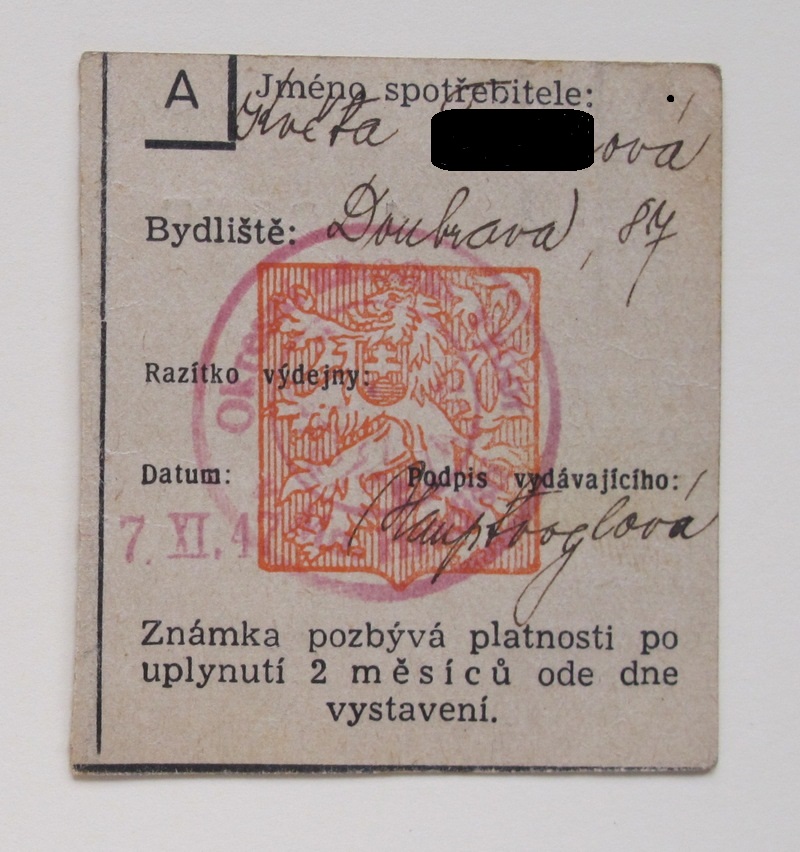 A
Jméno spotřebitele:
Květa ová
Bydliště: Doubrava, 87
Razítko výdejny:
Datum: Podpis vydávajícího:
7. XI. 4
Známka pozbývá platnosti po
uplynutí 2 měsíců ode dne
vystavení.